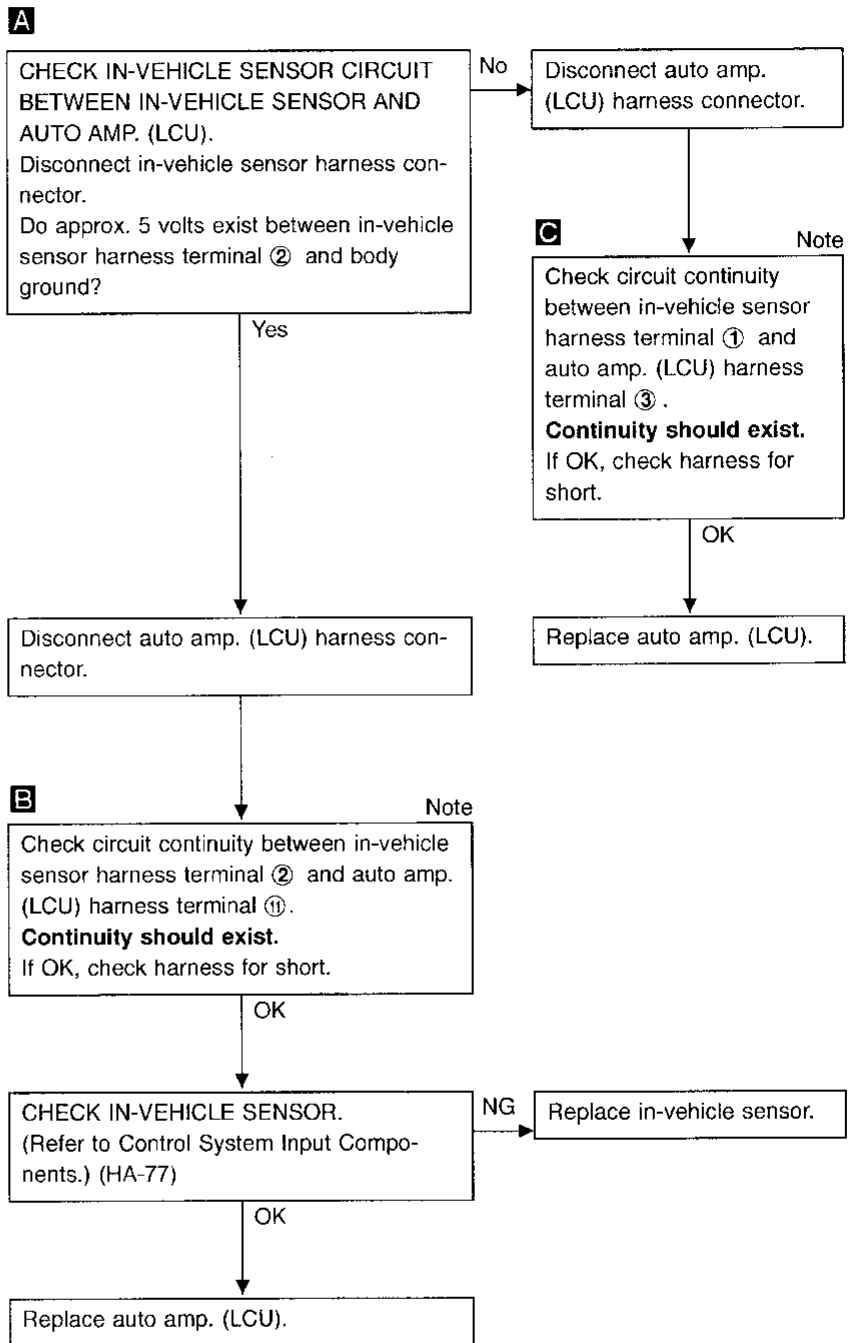 A
CHECK IN-VEHICLE SENSOR CIRCUIT
BETWEEN IN-VEHICLE SENSOR AND
AUTO AMP. (LCU).
Disconnect in-vehicle sensor harness con-
nector.
Do approx. 5 volts exist between in-vehicle
sensor harness terminal ② and body
ground?
No
Disconnect auto amp.
(LCU) harness connector.
C
Note
Check circuit continuity
between in-vehicle sensor
harness terminal ① and
auto amp. (LCU) harness
terminal ③ .
Continuity should exist.
If OK, check harness for
short.
OK
Replace auto amp. (LCU).
Yes
Disconnect auto amp. (LCU) harness con-
nector.
B
Note
Check circuit continuity between in-vehicle
sensor harness terminal ② and auto amp.
(LCU) harness terminal ⑪.
Continuity should exist.
If OK, check harness for short.
OK
CHECK IN-VEHICLE SENSOR.
(Refer to Control System Input Compo-
nents.) (HA-77)
NG
Replace in-vehicle sensor.
OK
Replace auto amp. (LCU).